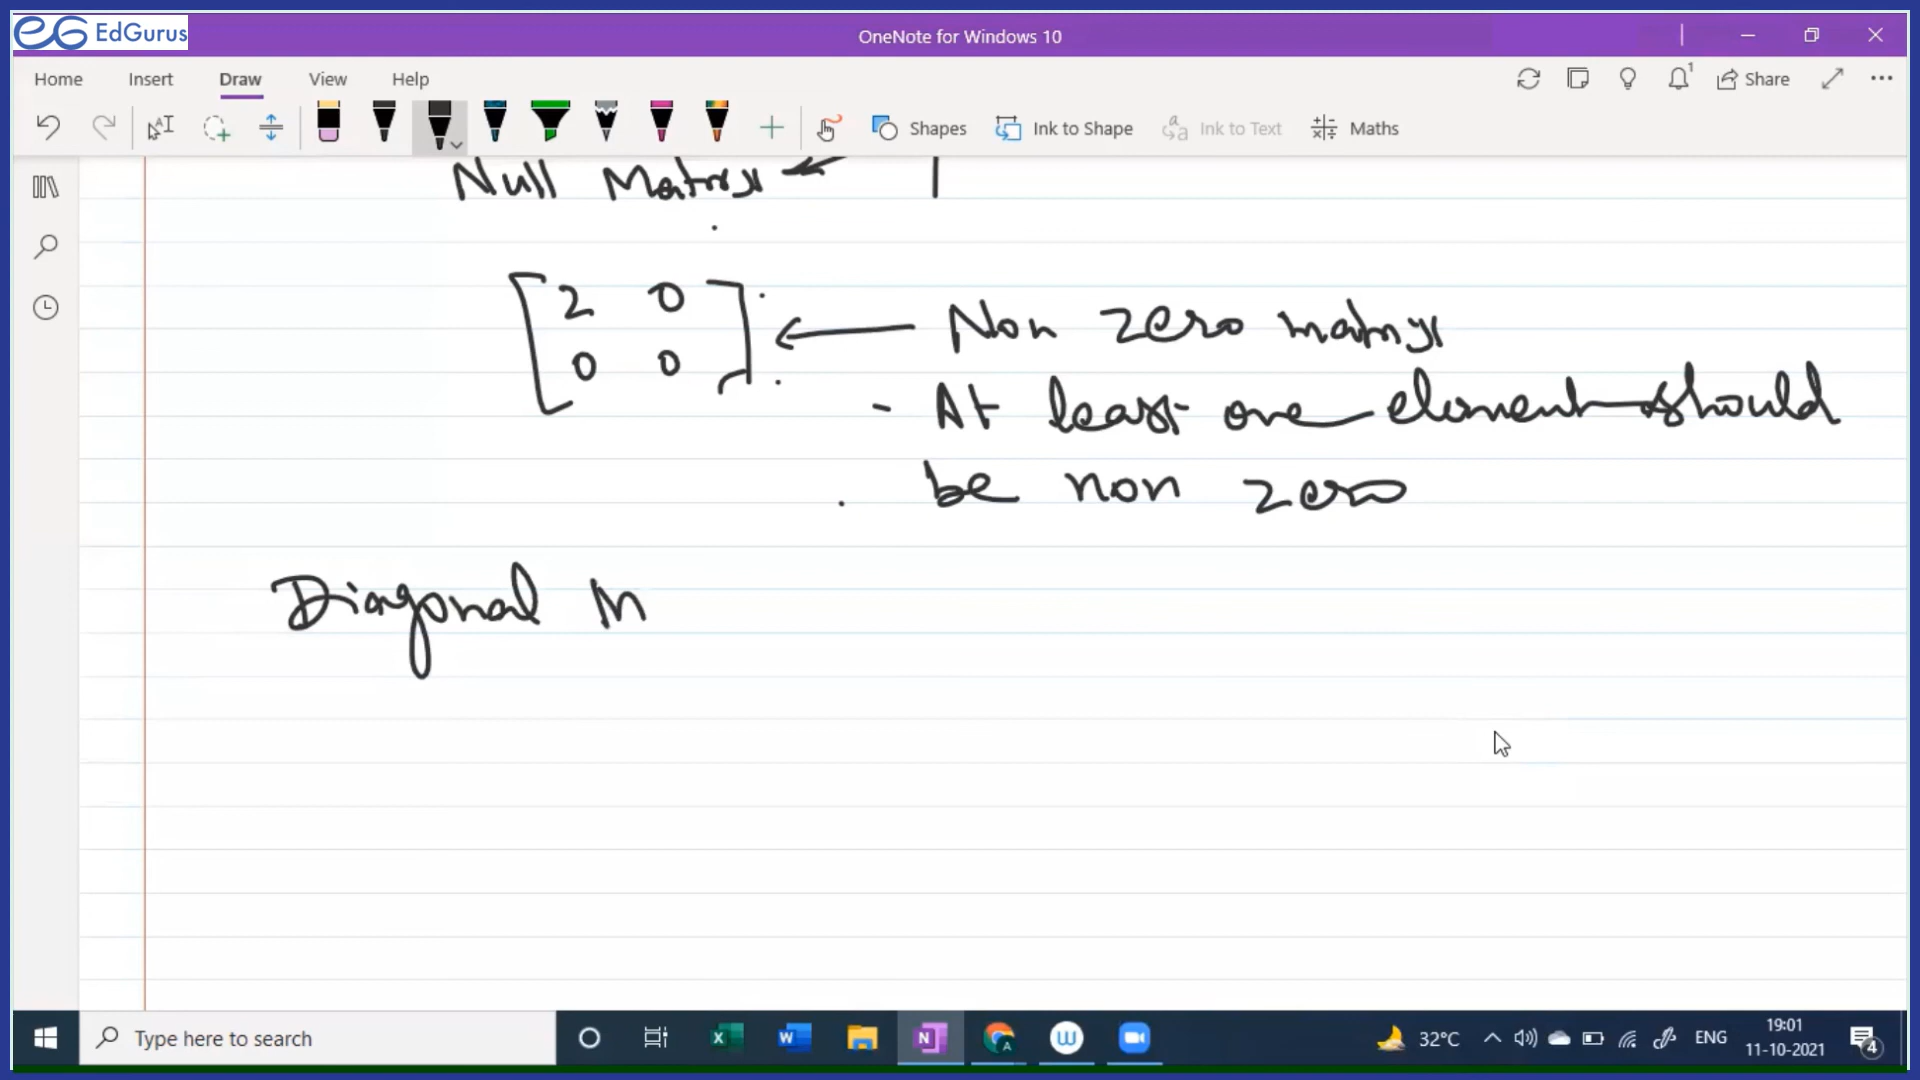 EdGurus
OneNote for Windows 10
Home Insert Draw View Help
1
Share
Shapes Ink to Shape Ink to Text Maths
Null Matrix
2 0
0 0
Non zero matrix
- At least one element should
be non zero
Diagonal M
Type here to search
32°C
ENG
19:01
11-10-2021
4